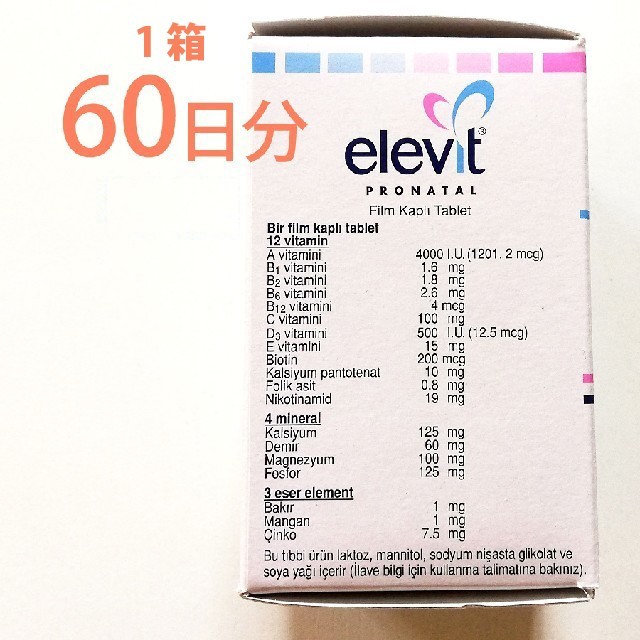 1箱
60日分
elevit®
PRONATAL
Film Kaplı Tablet
Bir film kaplı tablet
12 vitamin
A vitamini 4000 I.U. (1201. 2 mcg)
B1 vitamini 1.6 mg
B2 vitamini 1.8 mg
B6 vitamini 2.6 mg
B12 vitamini 4 mcg
C vitamini 100 mg
D3 vitamini 500 I.U. (12.5 mcg)
E vitamini 15 mg
Biotin 200 mcg
Kalsiyum pantotenat 10 mg
Folik asit 0.8 mg
Nikotinamid 19 mg
4 mineral
Kalsiyum 125 mg
Demir 60 mg
Magnezyum 100 mg
Fosfor 125 mg
3 eser element
Bakır 1 mg
Mangan 1 mg
Çinko 7.5 mg
Bu tıbbi ürün laktoz, mannitol, sodyum nişasta glikolat ve
soya yağı içerir (İlave bilgi için kullanma talimatına bakınız).